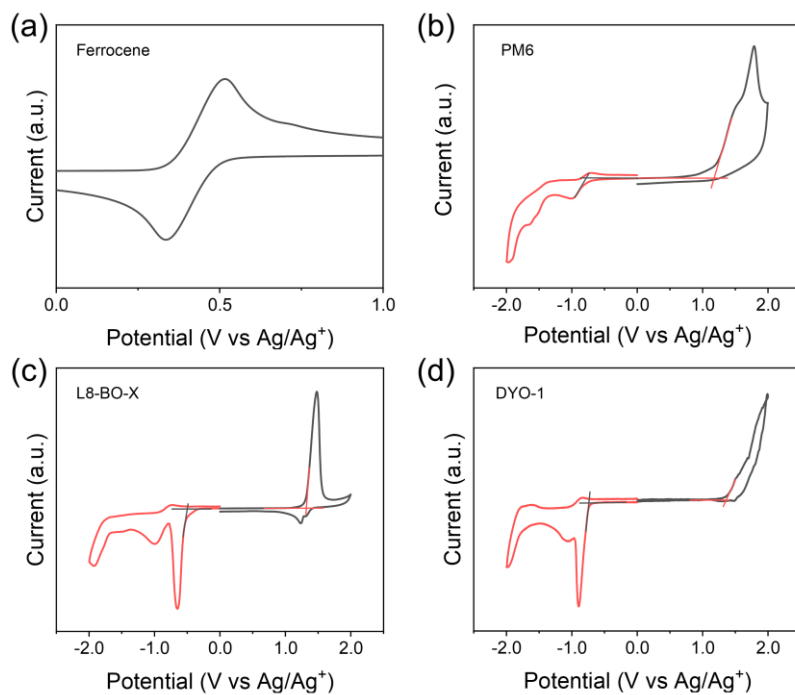 (a)
Ferrocene
Current (a.u.)
0.0 0.5 1.0
Potential (V vs Ag/Ag⁺)
(b)
PM6
Current (a.u.)
-2.0 -1.0 0.0 1.0 2.0
Potential (V vs Ag/Ag⁺)
(c)
L8-BO-X
Current (a.u.)
-2.0 -1.0 0.0 1.0 2.0
Potential (V vs Ag/Ag⁺)
(d)
DYO-1
Current (a.u.)
-2.0 -1.0 0.0 1.0 2.0
Potential (V vs Ag/Ag⁺)